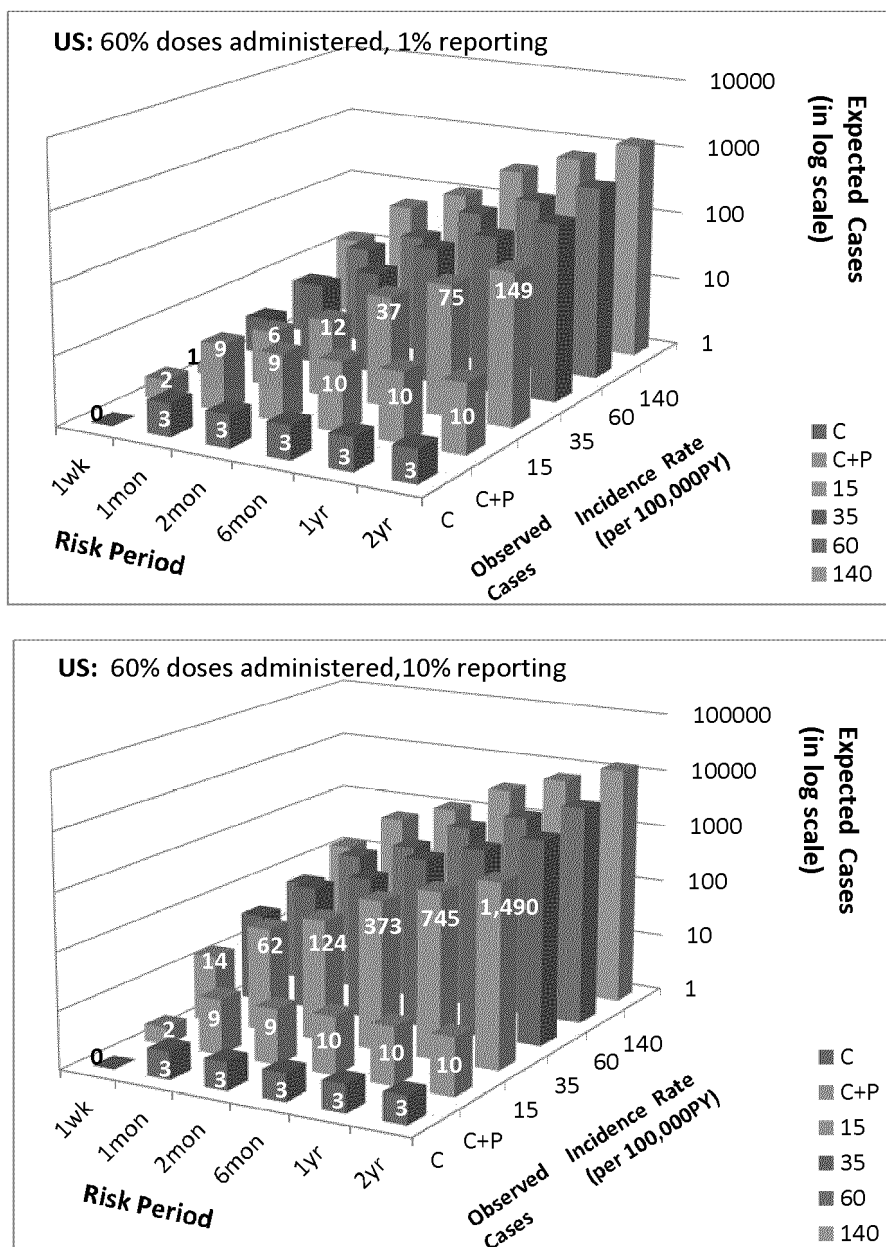 US: 60% doses administered, 1% reporting
10000
1000
100
10
1
Expected Cases
(in log scale)
149
75
37
12
6
1
9
2
0
9
10
10
10
3
3
3
3
3
1wk
1mon
2mon
6mon
1yr
2yr
Risk Period
C
C+P
15
35
60
140
Observed
Cases
Incidence Rate
(per 100,000PY)
C
C+P
15
35
60
140
US: 60% doses administered,10% reporting
100000
10000
1000
100
10
1
Expected Cases
(in log scale)
1,490
745
373
124
62
14
2
9
9
10
10
10
0
3
3
3
3
3
1wk
1mon
2mon
6mon
1yr
2yr
Risk Period
C
C+P
15
35
60
140
Observed
Cases
Incidence Rate
(per 100,000PY)
C
C+P
15
35
60
140